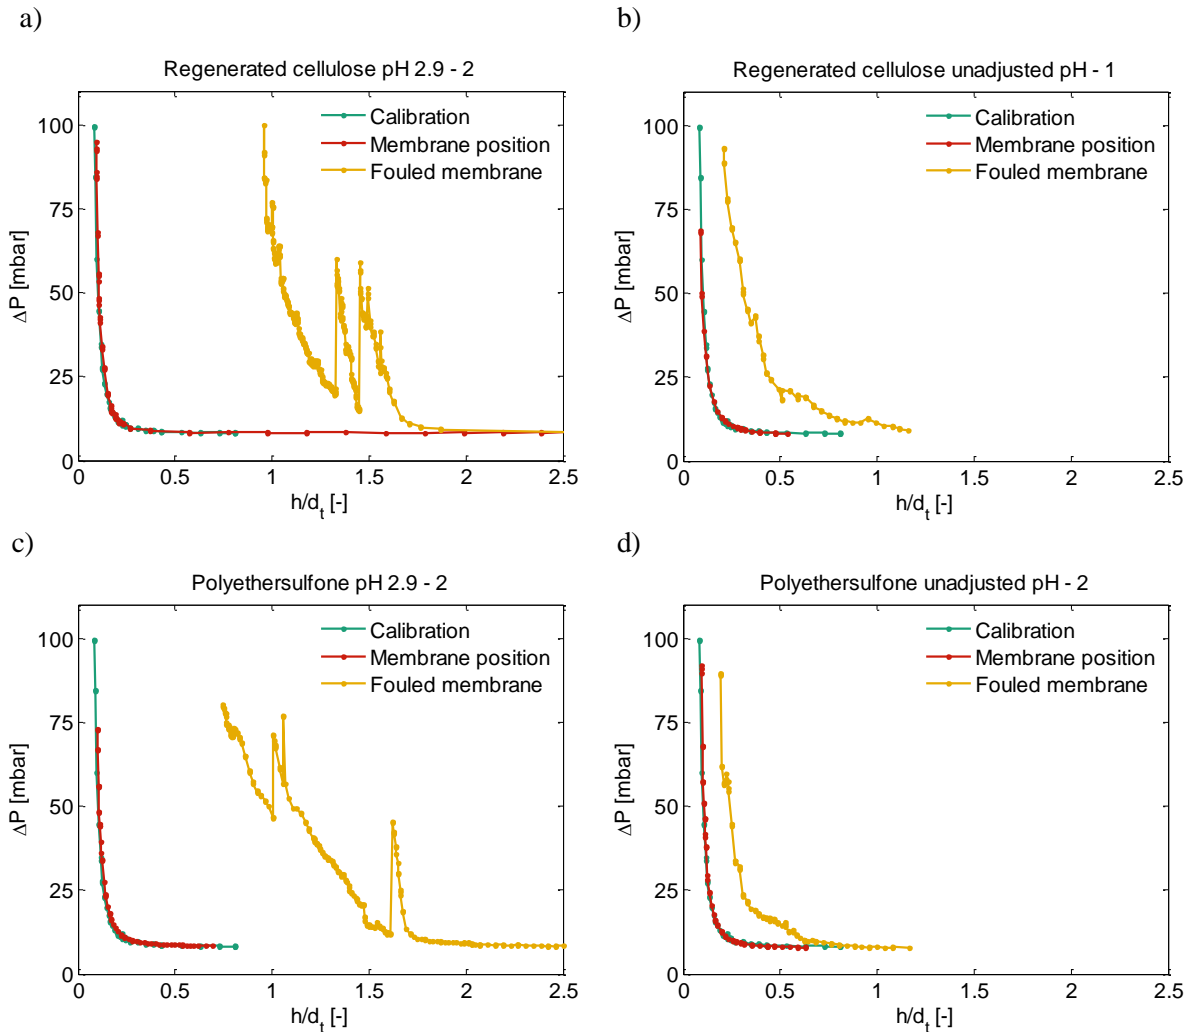 a)
Regenerated cellulose pH 2.9 - 2
Calibration
Membrane position
Fouled membrane
100
75
50
25
0
ΔP [mbar]
0 0.5 1 1.5 2 2.5
h/d_t [-]
b)
Regenerated cellulose unadjusted pH - 1
Calibration
Membrane position
Fouled membrane
100
75
50
25
0
ΔP [mbar]
0 0.5 1 1.5 2 2.5
h/d_t [-]
c)
Polyethersulfone pH 2.9 - 2
Calibration
Membrane position
Fouled membrane
100
75
50
25
0
ΔP [mbar]
0 0.5 1 1.5 2 2.5
h/d_t [-]
d)
Polyethersulfone unadjusted pH - 2
Calibration
Membrane position
Fouled membrane
100
75
50
25
0
ΔP [mbar]
0 0.5 1 1.5 2 2.5
h/d_t [-]